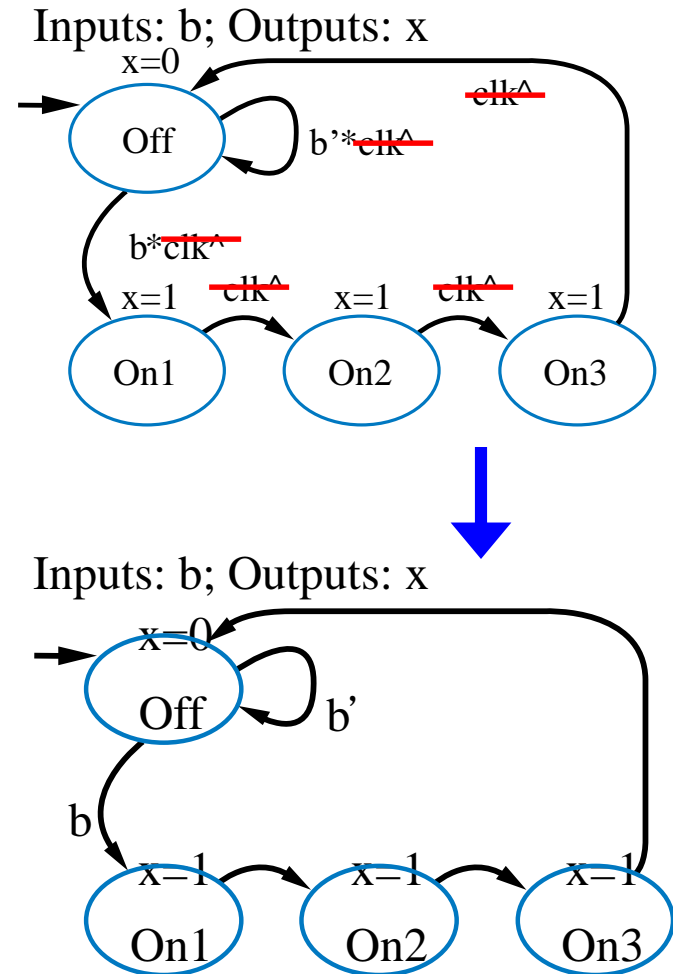 Inputs: b; Outputs: x
x=0
clk^
Off
b’*clk^
b*clk^
x=1
clk^
x=1
clk^
x=1
On1
On2
On3
Inputs: b; Outputs: x
x=0
Off
b’
b
x=1
x=1
x=1
On1
On2
On3